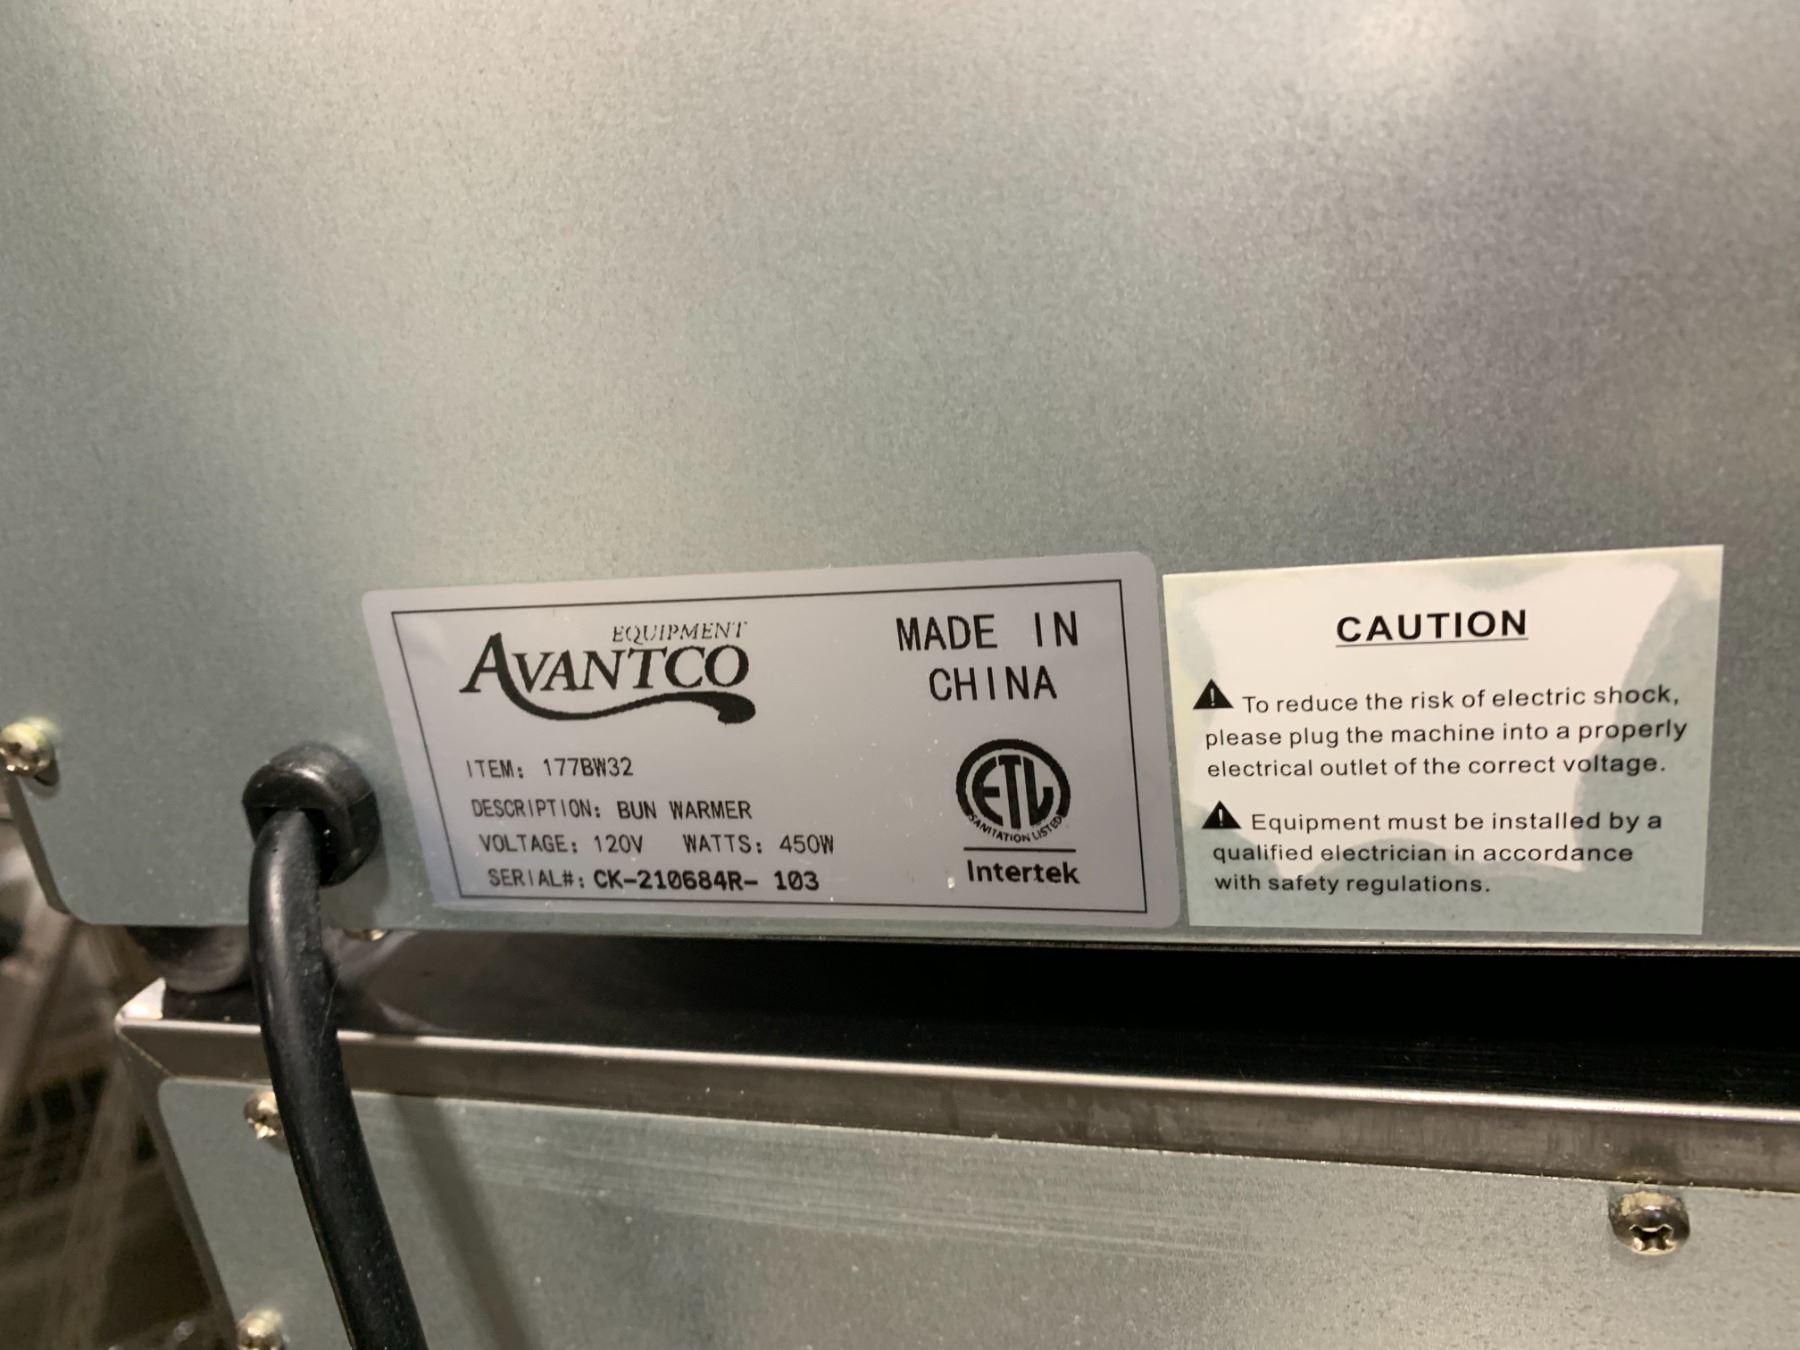 EQUIPMENT
AVANTCO
MADE IN
CHINA
ITEM: 177BW32
DESCRIPTION: BUN WARMER
VOLTAGE: 120V WATTS: 450W
SERIAL#: CK-210684R- 103
ETL
SANITATION LISTED
Intertek
CAUTION
To reduce the risk of electric shock,
please plug the machine into a properly
electrical outlet of the correct voltage.
Equipment must be installed by a
qualified electrician in accordance
with safety regulations.